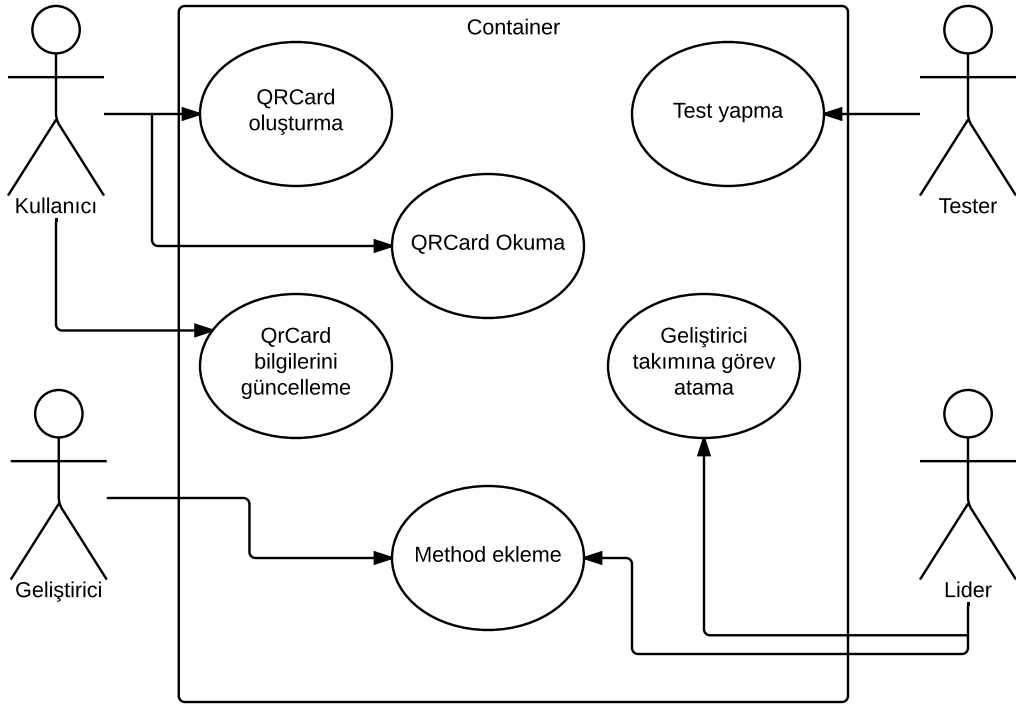 Container
QRCard
oluşturma
Test yapma
Kullanıcı
Tester
QRCard Okuma
QrCard
bilgilerini
güncelleme
Geliştirici
takımına görev
atama
Method ekleme
Geliştirici
Lider